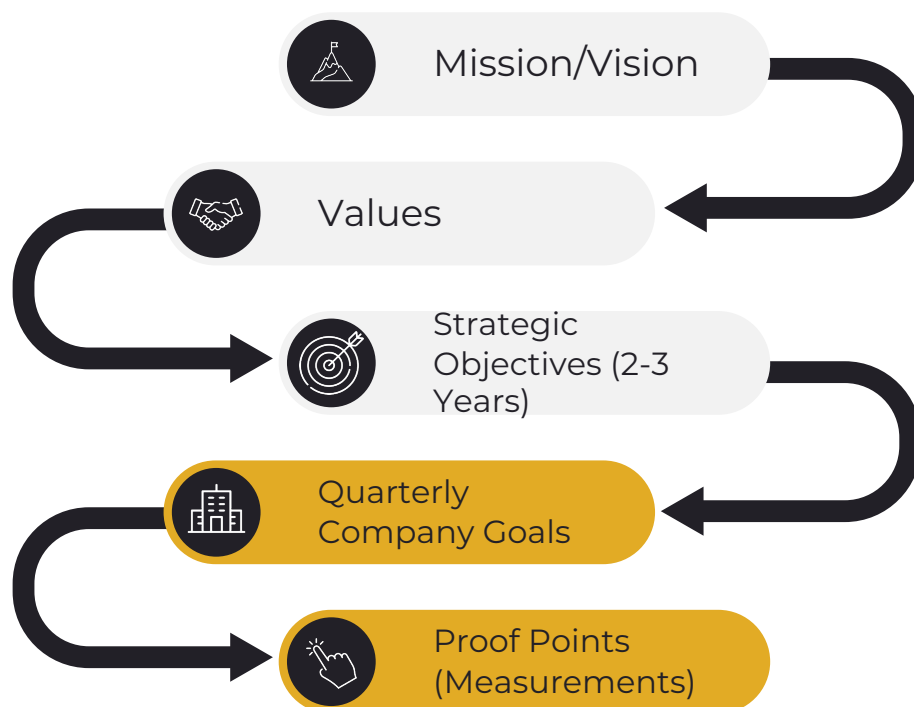 Mission/Vision
Values
Strategic
Objectives (2-3
Years)
Quarterly
Company Goals
Proof Points
(Measurements)